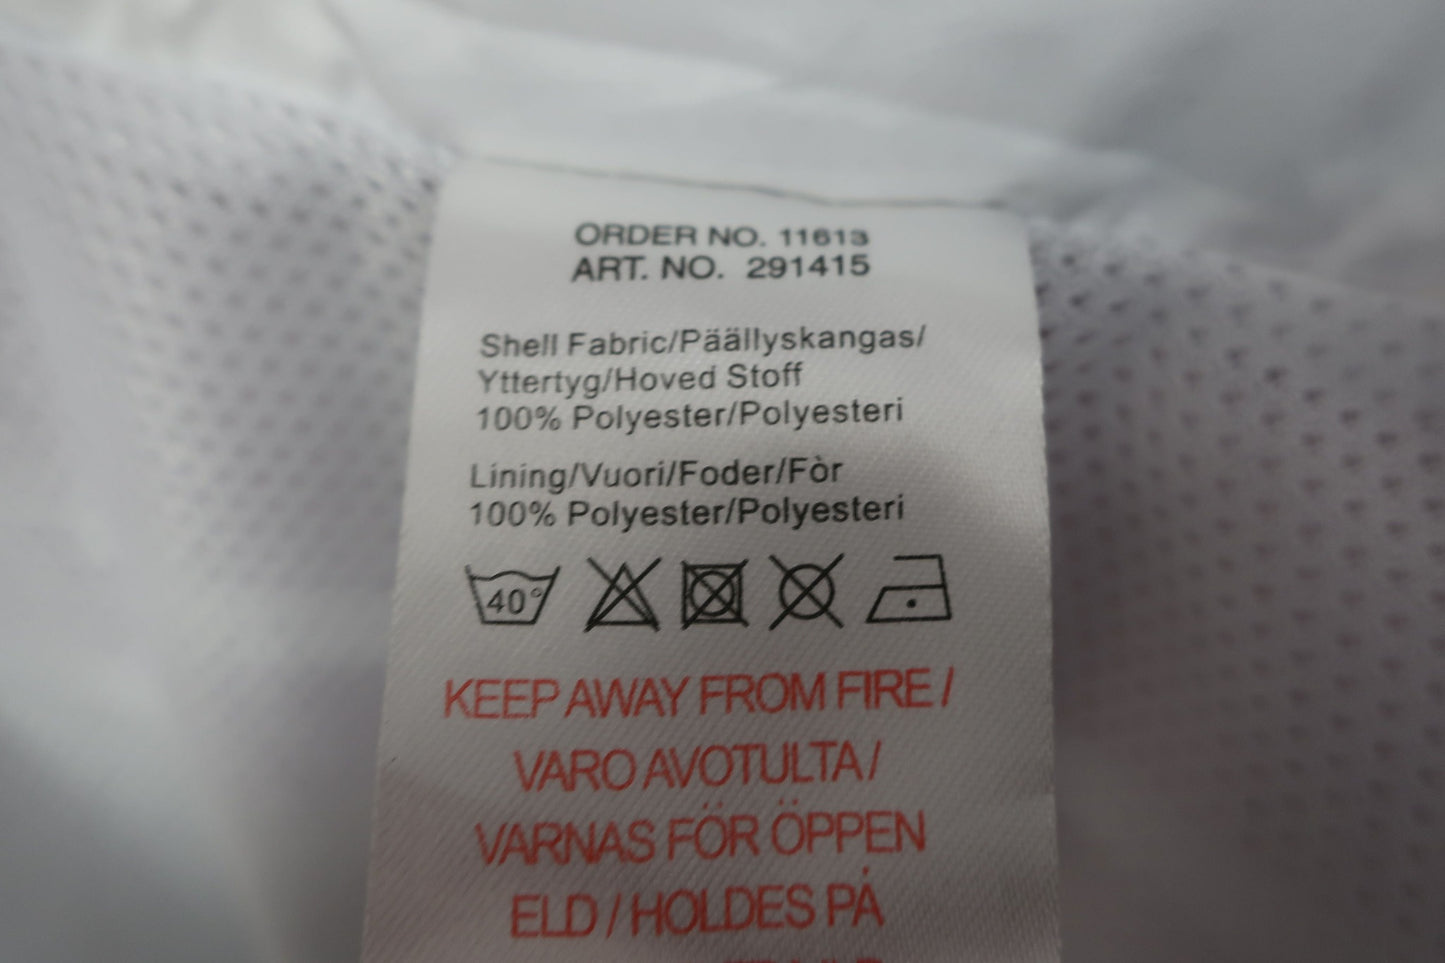 ORDER NO. 11613
ART. NO. 291415
Shell Fabric/Päällyskangas/
Yttertyg/Hoved Stoff
100% Polyester/Polyesteri
Lining/Vuori/Foder/Fòr
100% Polyester/Polyesteri
40°
KEEP AWAY FROM FIRE /
VARO AVOTULTA /
VARNAS FÖR ÖPPEN
ELD / HOLDES PÅ